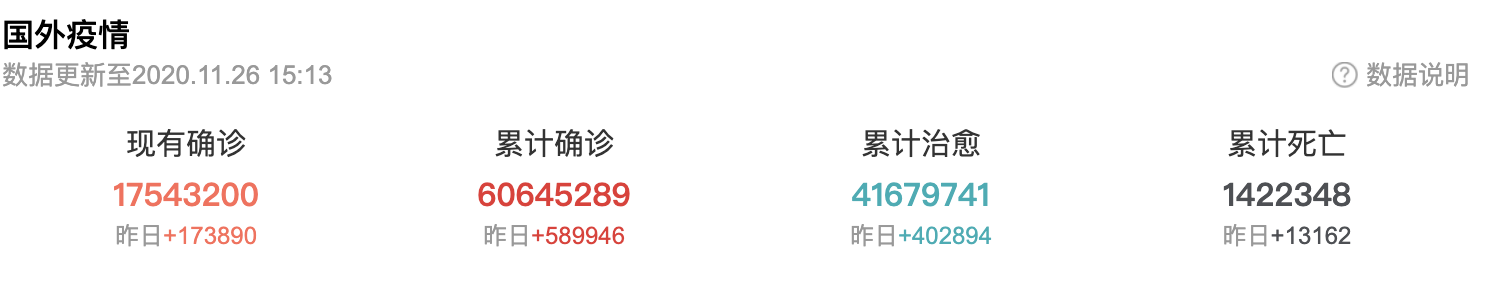 国外疫情
数据更新至2020.11.26 15:13
? 数据说明
现有确诊 累计确诊 累计治愈 累计死亡
17543200 60645289 41679741 1422348
昨日+173890 昨日+589946 昨日+402894 昨日+13162